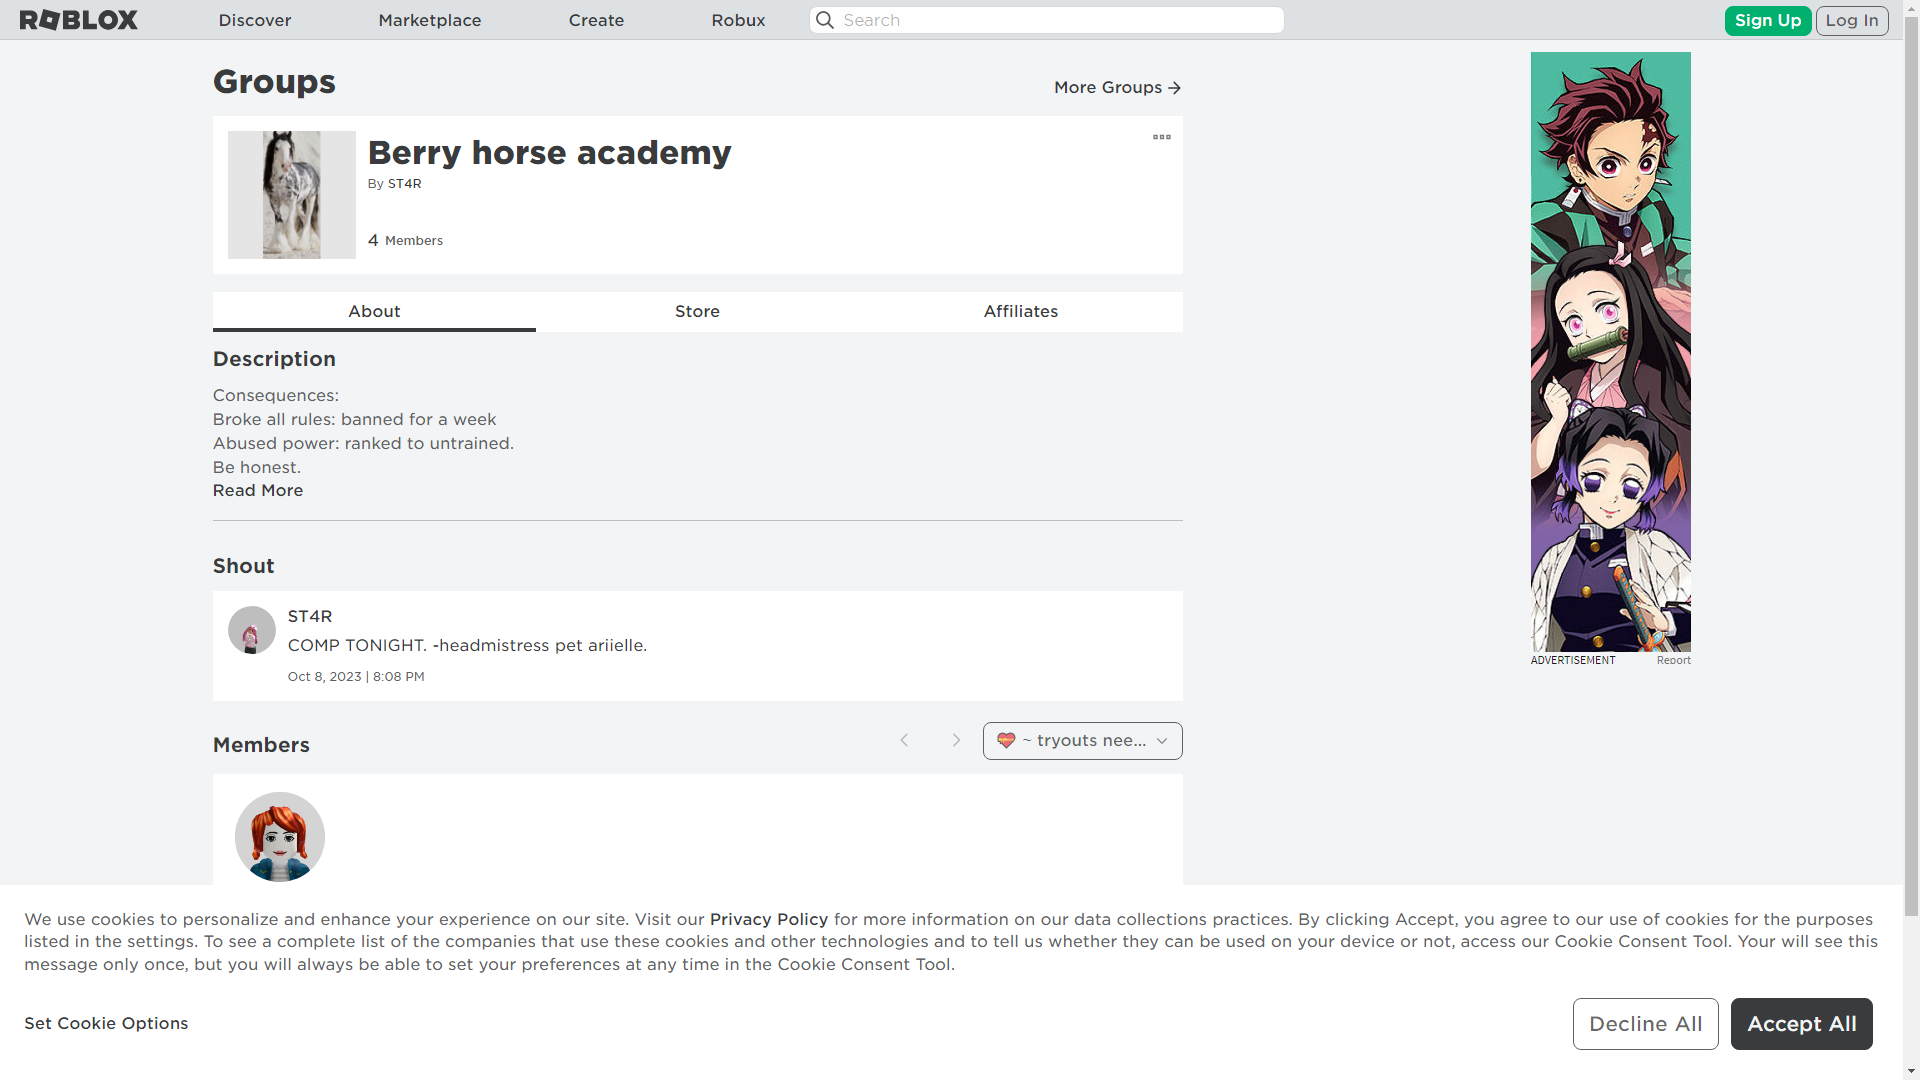 ROBLOX
Discover
Marketplace
Create
Robux
Search
Sign Up
Log In
Groups
More Groups
Berry horse academy
By ST4R
4 Members
About
Store
Affiliates
Description
Consequences:
Broke all rules: banned for a week
Abused power: ranked to untrained.
Be honest.
Read More
Shout
ST4R
COMP TONIGHT. -headmistress pet ariielle.
Oct 8, 2023 | 8:08 PM
Members
~ tryouts nee...
ADVERTISEMENT
Report
We use cookies to personalize and enhance your experience on our site. Visit our Privacy Policy for more information on our data collections practices. By clicking Accept, you agree to our use of cookies for the purposes
listed in the settings. To see a complete list of the companies that use these cookies and other technologies and to tell us whether they can be used on your device or not, access our Cookie Consent Tool. Your will see this
message only once, but you will always be able to set your preferences at any time in the Cookie Consent Tool.
Set Cookie Options
Decline All
Accept All